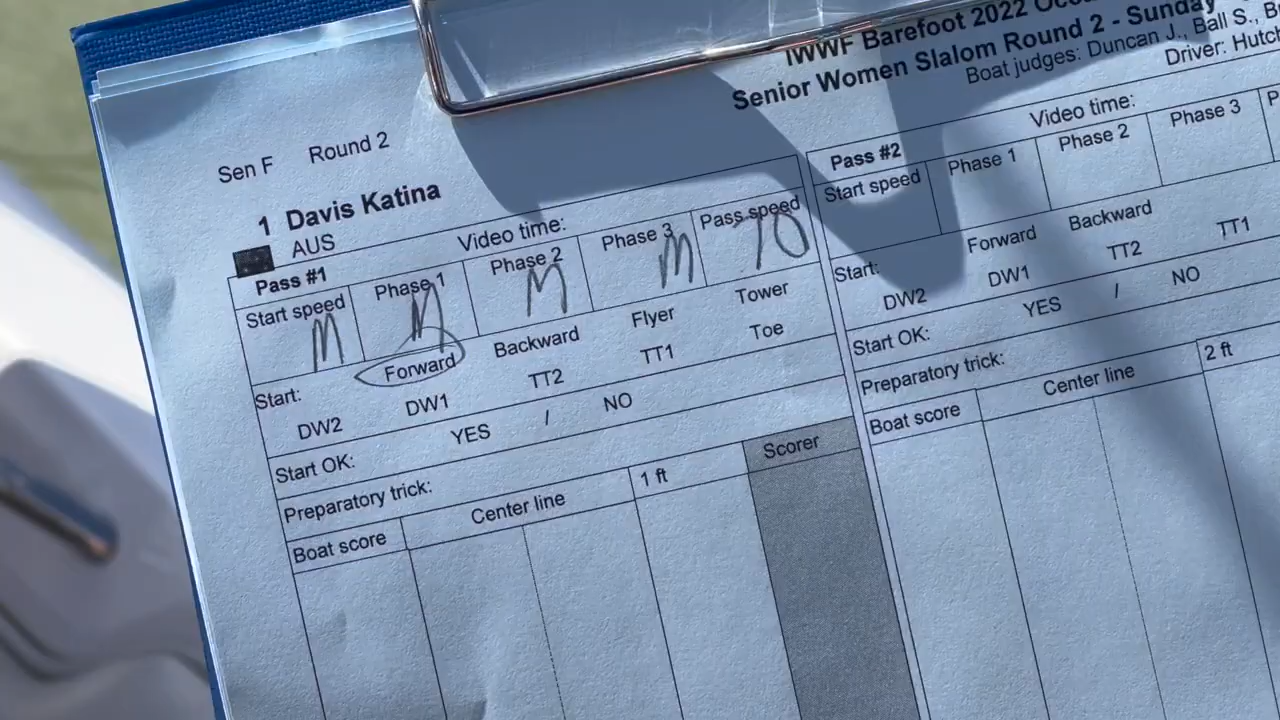 IWWF Barefoot 2022
Senior Women Slalom Round 2 - Sunday
Boat judges: Duncan J., Ball S.,
Driver: Hutch
Sen F Round 2
1 Davis Katina
AUS
Pass #1 Video time:
Start speed Phase 1 Phase 2 Phase 3 Pass speed
M M M M 70
Start: Forward Backward Flyer Tower
DW2 DW1 TT2 TT1 Toe
Start OK: YES / NO
Preparatory trick:
Boat score Center line 1 ft Scorer
Pass #2 Video time:
Start speed Phase 1 Phase 2 Phase 3
Start: Forward Backward
DW2 DW1 TT2 TT1
Start OK: YES / NO
Preparatory trick:
Boat score Center line 2 ft